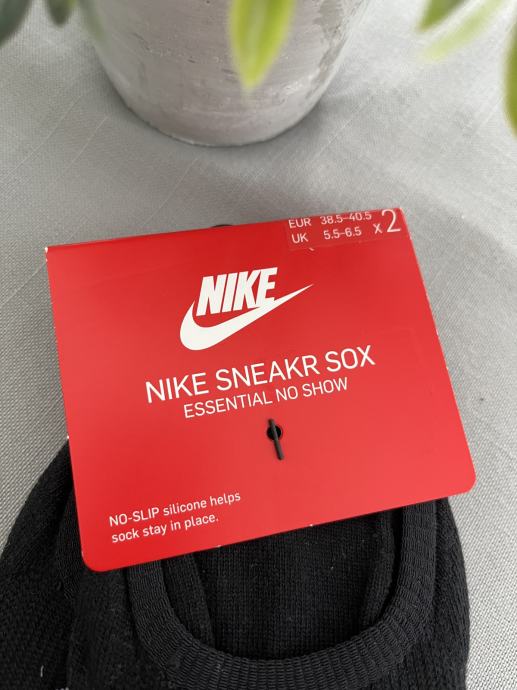 EUR 38.5-40.5
UK 5.5-6.5 x 2
NIKE
NIKE SNEAKR SOX
ESSENTIAL NO SHOW
NO-SLIP silicone helps
sock stay in place.